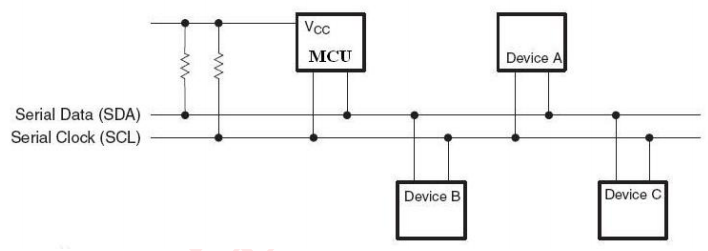 VCC
MCU
Device A
Serial Data (SDA)
Serial Clock (SCL)
Device B
Device C